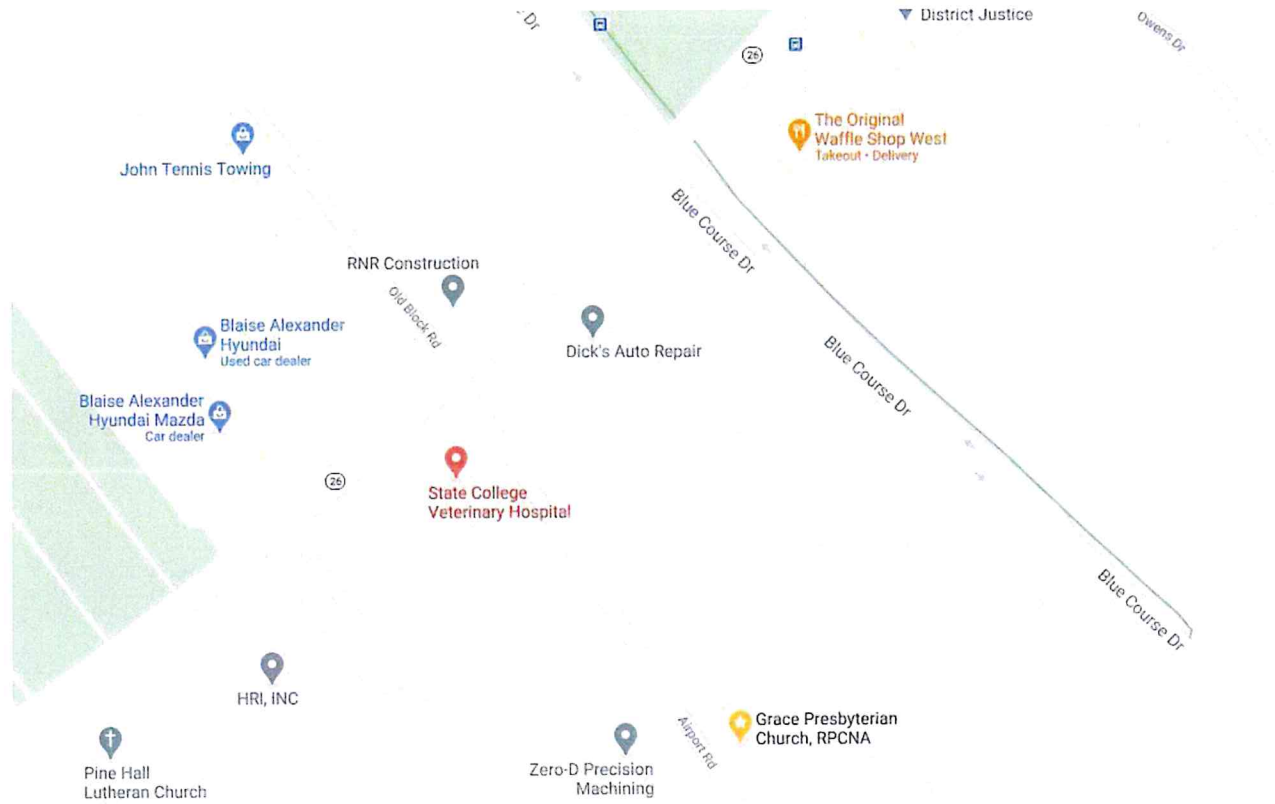 Dr
District Justice
Owens Dr
26
The Original
Waffle Shop West
Takeout • Delivery
John Tennis Towing
Blue Course Dr
RNR Construction
Old Block Rd
Blaise Alexander
Hyundai
Used car dealer
Dick's Auto Repair
Blue Course Dr
Blaise Alexander
Hyundai Mazda
Car dealer
26
State College
Veterinary Hospital
Blue Course Dr
HRI, INC
Grace Presbyterian
Church, RPCNA
Airport Rd
Zero-D Precision
Machining
Pine Hall
Lutheran Church